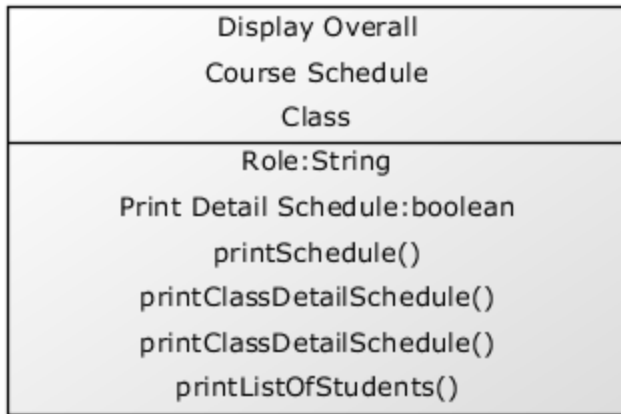 Display Overall
Course Schedule
Class
Role:String
Print Detail Schedule:boolean
printSchedule()
printClassDetailSchedule()
printClassDetailSchedule()
printListOfStudents()